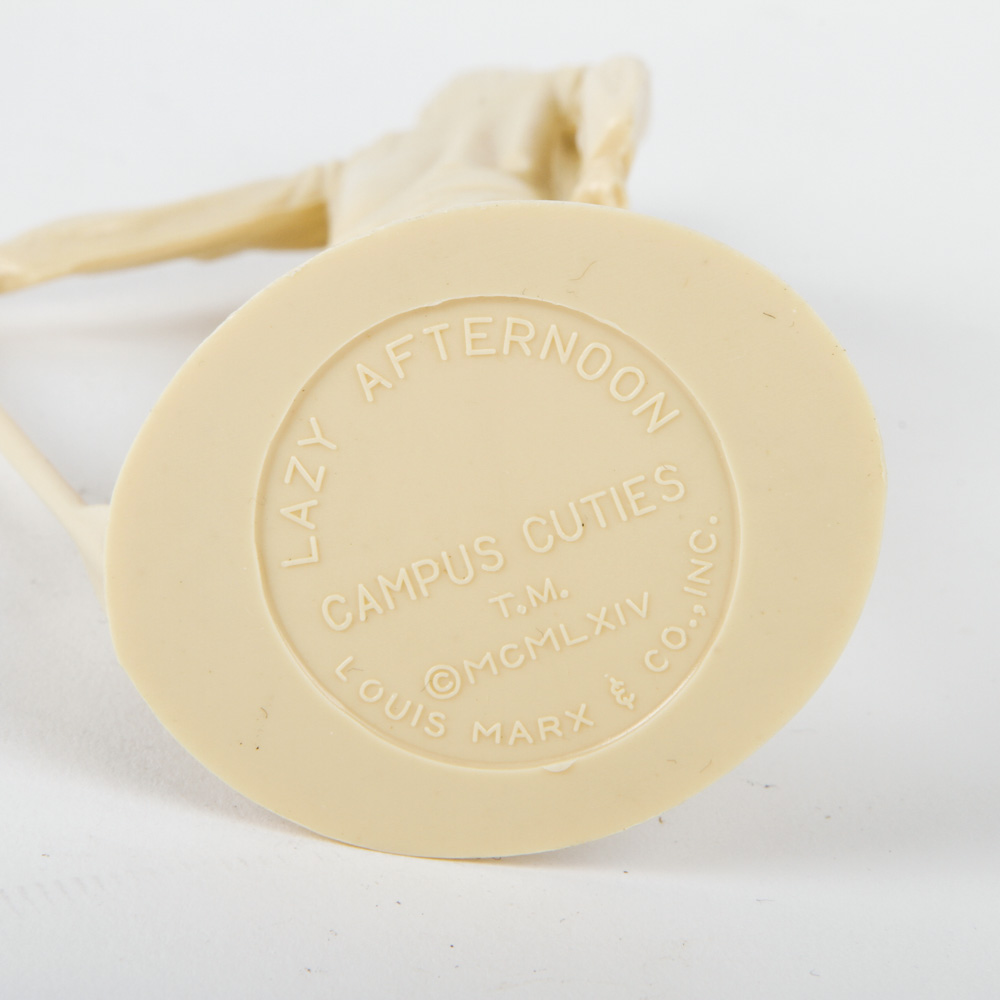 LAZY AFTERNOON
CAMPUS CUTIES
T.M.
©MCMLXIV
LOUIS MARX & CO., INC.